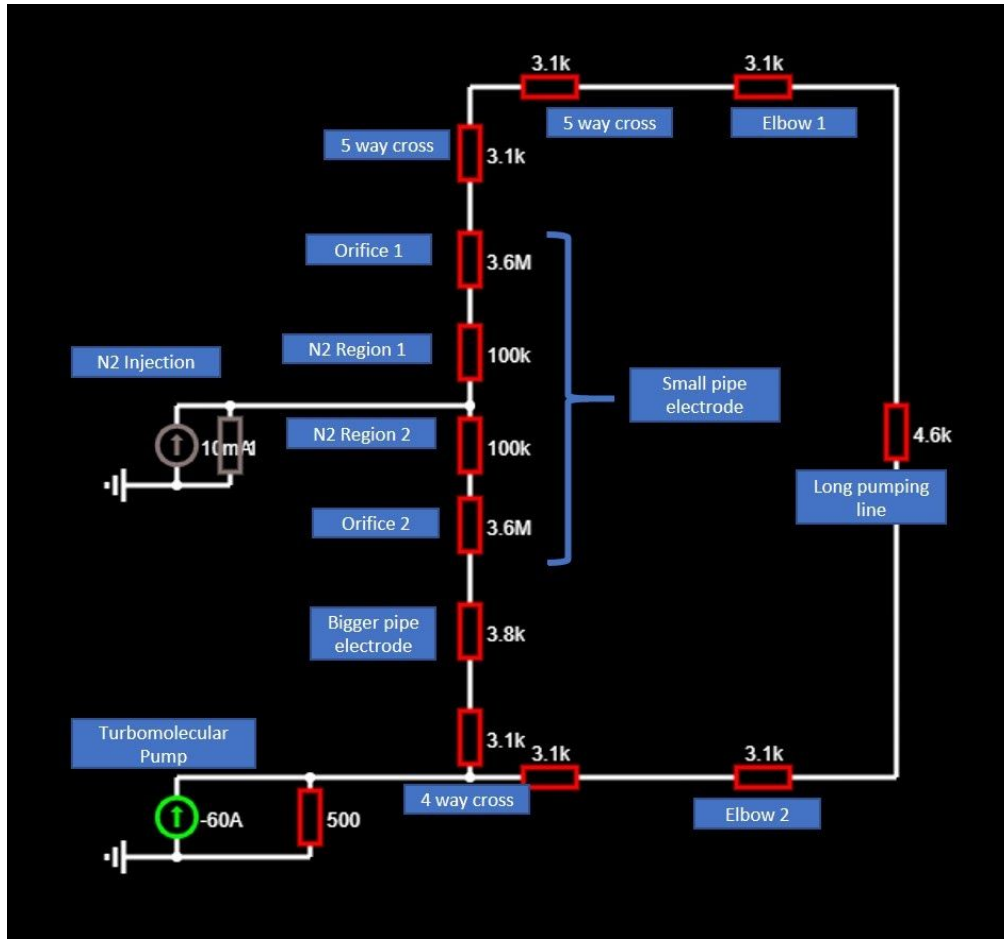 3.1k
3.1k
5 way cross
Elbow 1
5 way cross
3.1k
Orifice 1
3.6M
N2 Injection
N2 Region 1
100k
Small pipe
electrode
N2 Region 2
10mA
100k
4.6k
Long pumping
line
Orifice 2
3.6M
Bigger pipe
electrode
3.8k
Turbomolecular
Pump
3.1k
3.1k
3.1k
4 way cross
Elbow 2
-60A
500